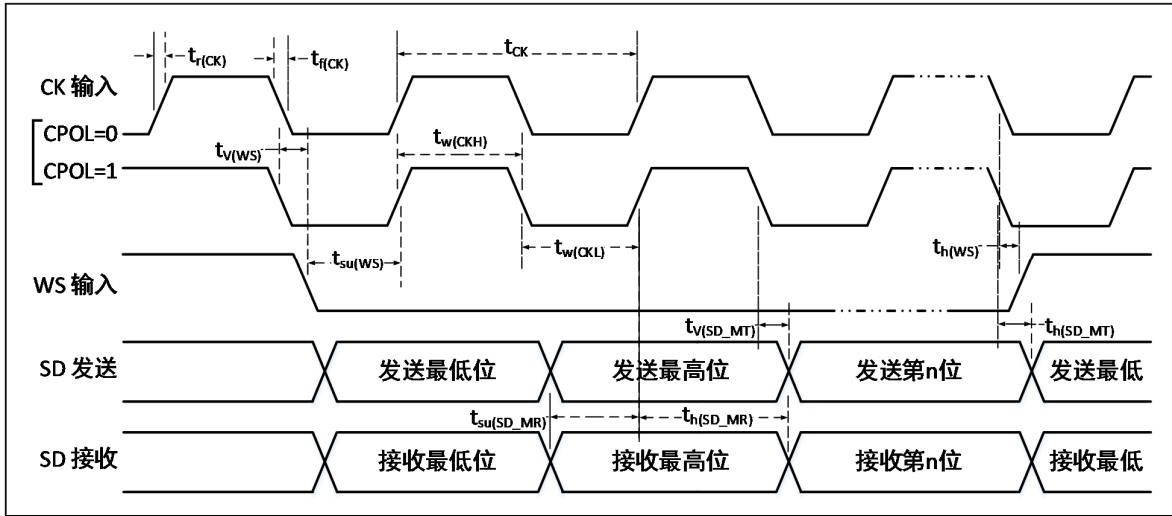 tr(CK)
tf(CK)
tCK
CK 输入
CPOL=0
tV(WS)
tw(CKH)
CPOL=1
tsu(WS)
tw(CKL)
th(WS)
WS 输入
tV(SD_MT)
th(SD_MT)
SD 发送
发送最低位
发送最高位
发送第n位
发送最低
tsu(SD_MR)
th(SD_MR)
SD 接收
接收最低位
接收最高位
接收第n位
接收最低